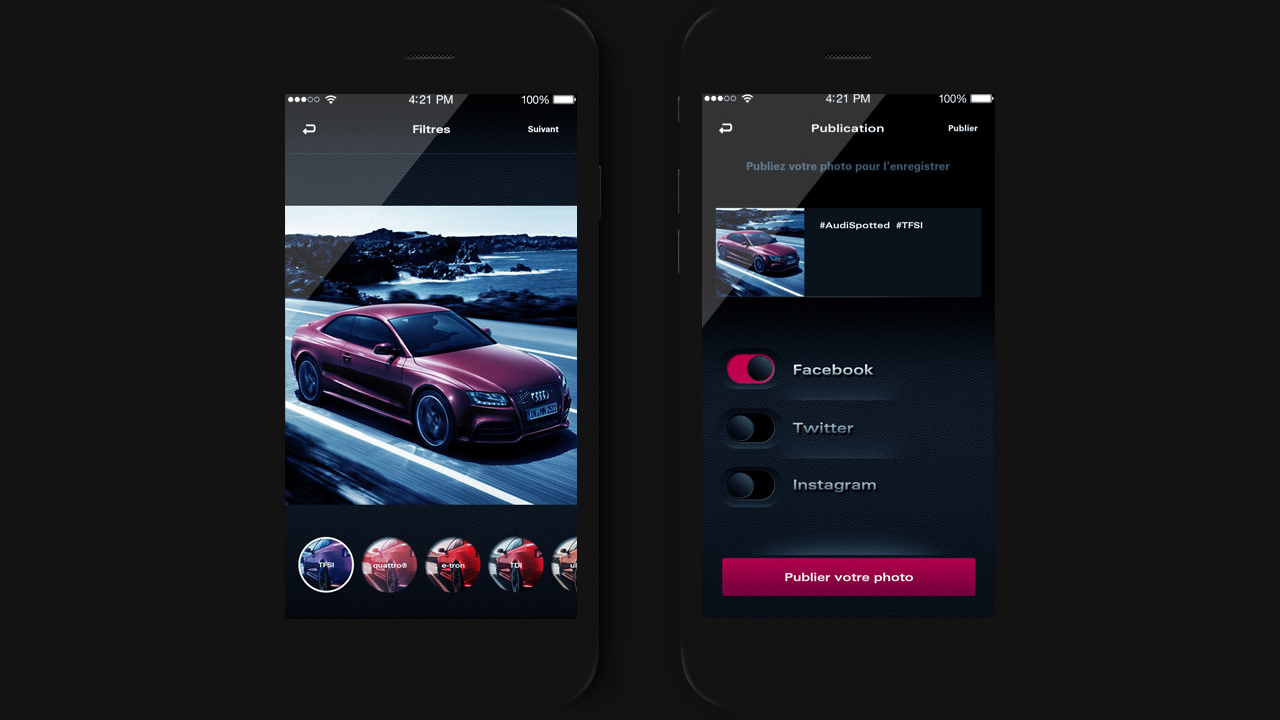 4:21 PM 100%
Filtres Suivant
TFSI quattro® e-tron TDI
4:21 PM 100%
Publication Publier
Publiez votre photo pour l'enregistrer
#AudiSpotted #TFSI
Facebook
Twitter
Instagram
Publier votre photo